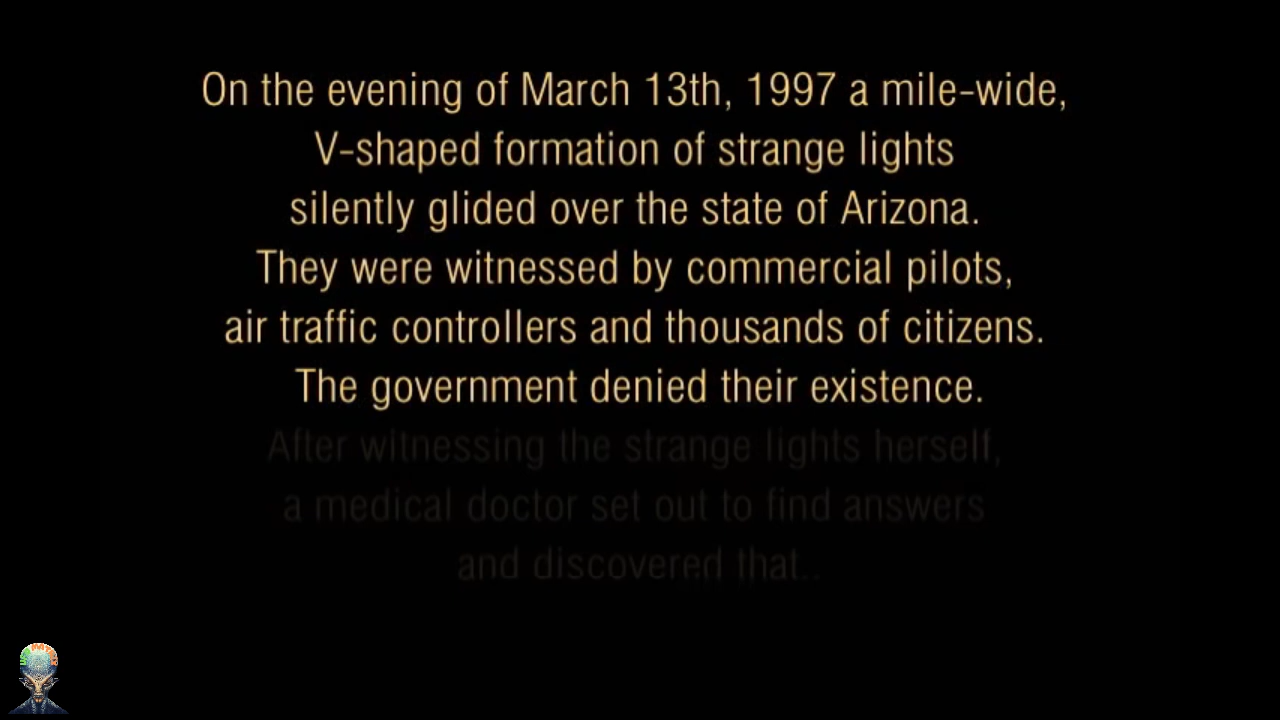 On the evening of March 13th, 1997 a mile-wide,
V-shaped formation of strange lights
silently glided over the state of Arizona.
They were witnessed by commercial pilots,
air traffic controllers and thousands of citizens.
The government denied their existence.
After witnessing the strange lights herself,
a medical doctor set out to find answers
and discovered that..